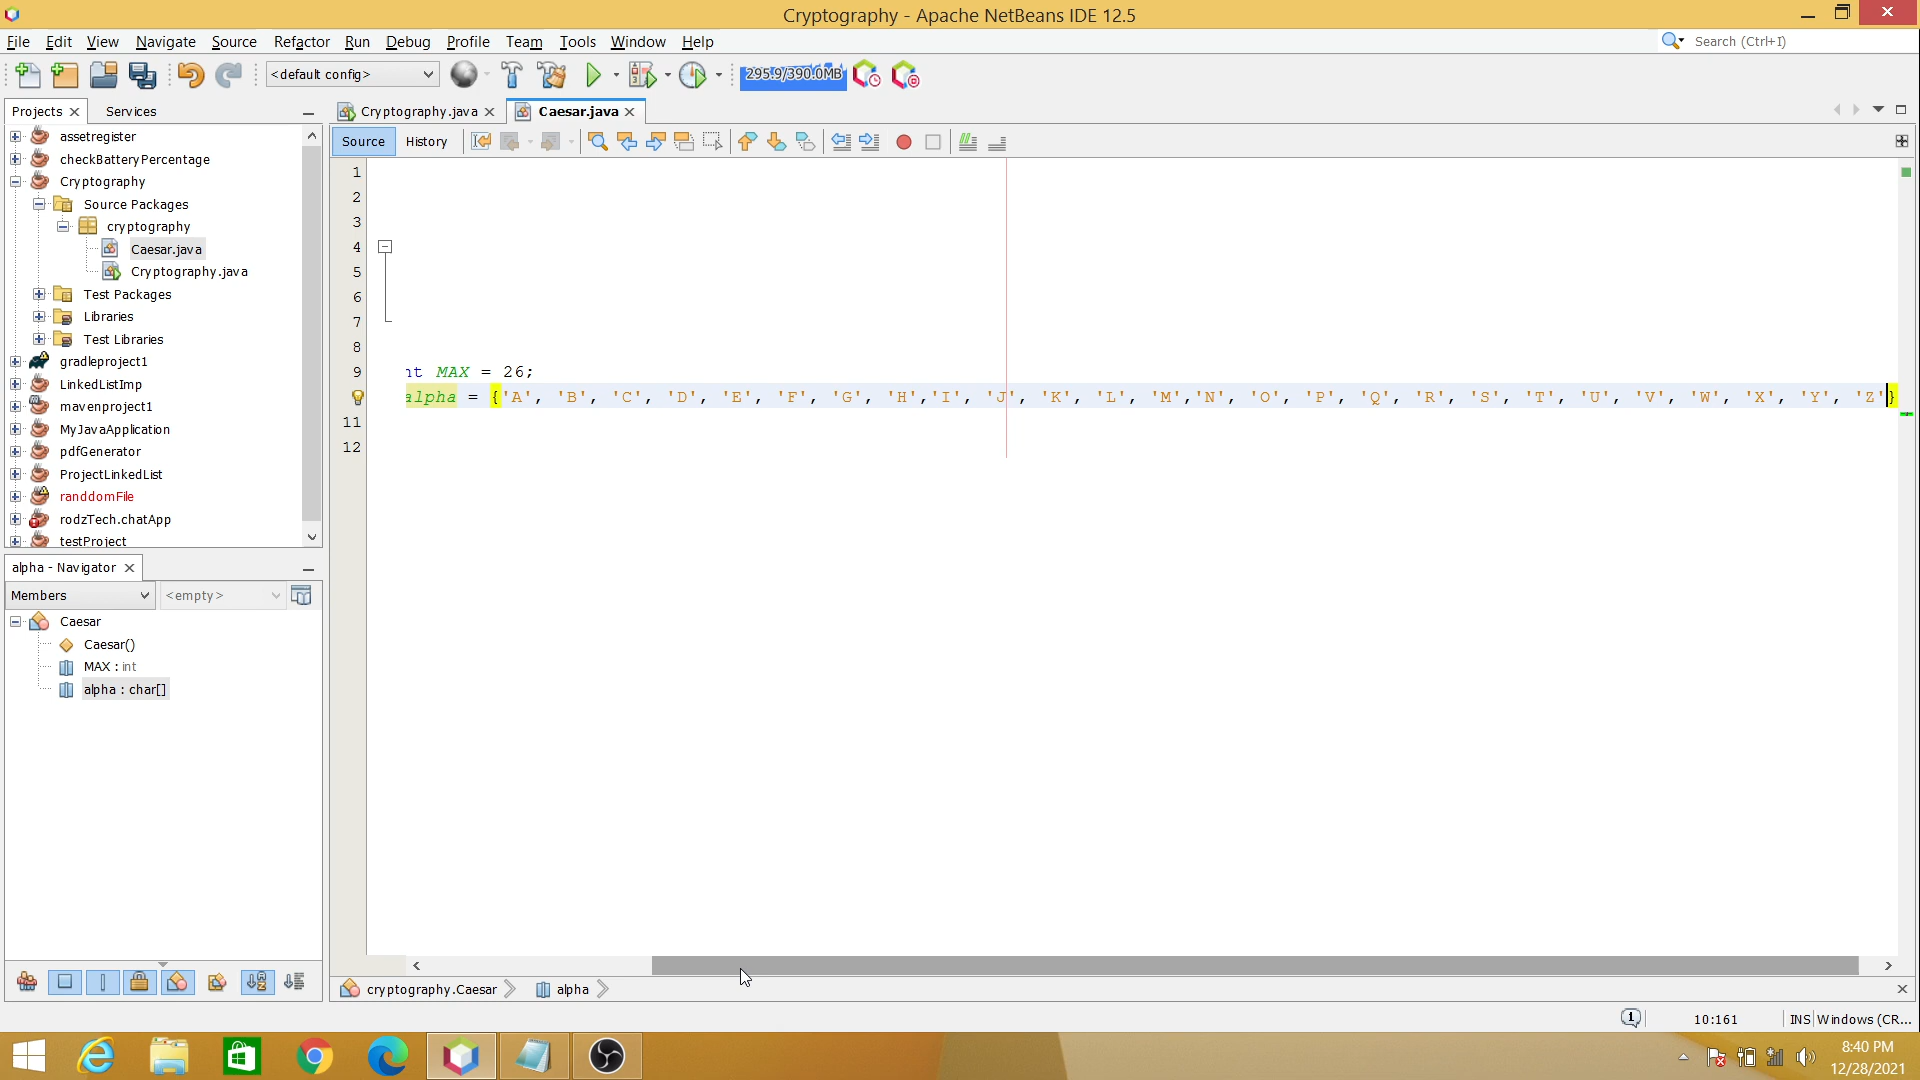 Cryptography - Apache NetBeans IDE 12.5
File Edit View Navigate Source Refactor Run Debug Profile Team Tools Window Help
Search (Ctrl+I)
<default config>
295.9/390.0MB
Projects Services
Cryptography.java Caesar.java
Source History
assetregister
checkBatteryPercentage
Cryptography
Source Packages
cryptography
Caesar.java
Cryptography.java
Test Packages
Libraries
Test Libraries
gradleproject1
LinkedListImp
mavenproject1
MyJavaApplication
pdfGenerator
ProjectLinkedList
randdomFile
rodzTech.chatApp
testProject
1
2
3
4
5
6
7
8
9 nt MAX = 26;
alpha = {'A', 'B', 'C', 'D', 'E', 'F', 'G', 'H','I', 'J', 'K', 'L', 'M','N', 'O', 'P', 'Q', 'R', 'S', 'T', 'U', 'V', 'W', 'X', 'Y', 'Z'}
11
12
alpha - Navigator
Members <empty>
Caesar
Caesar()
MAX : int
alpha : char[]
cryptography.Caesar alpha
1
10:161 INS Windows (CR...
8:40 PM
12/28/2021